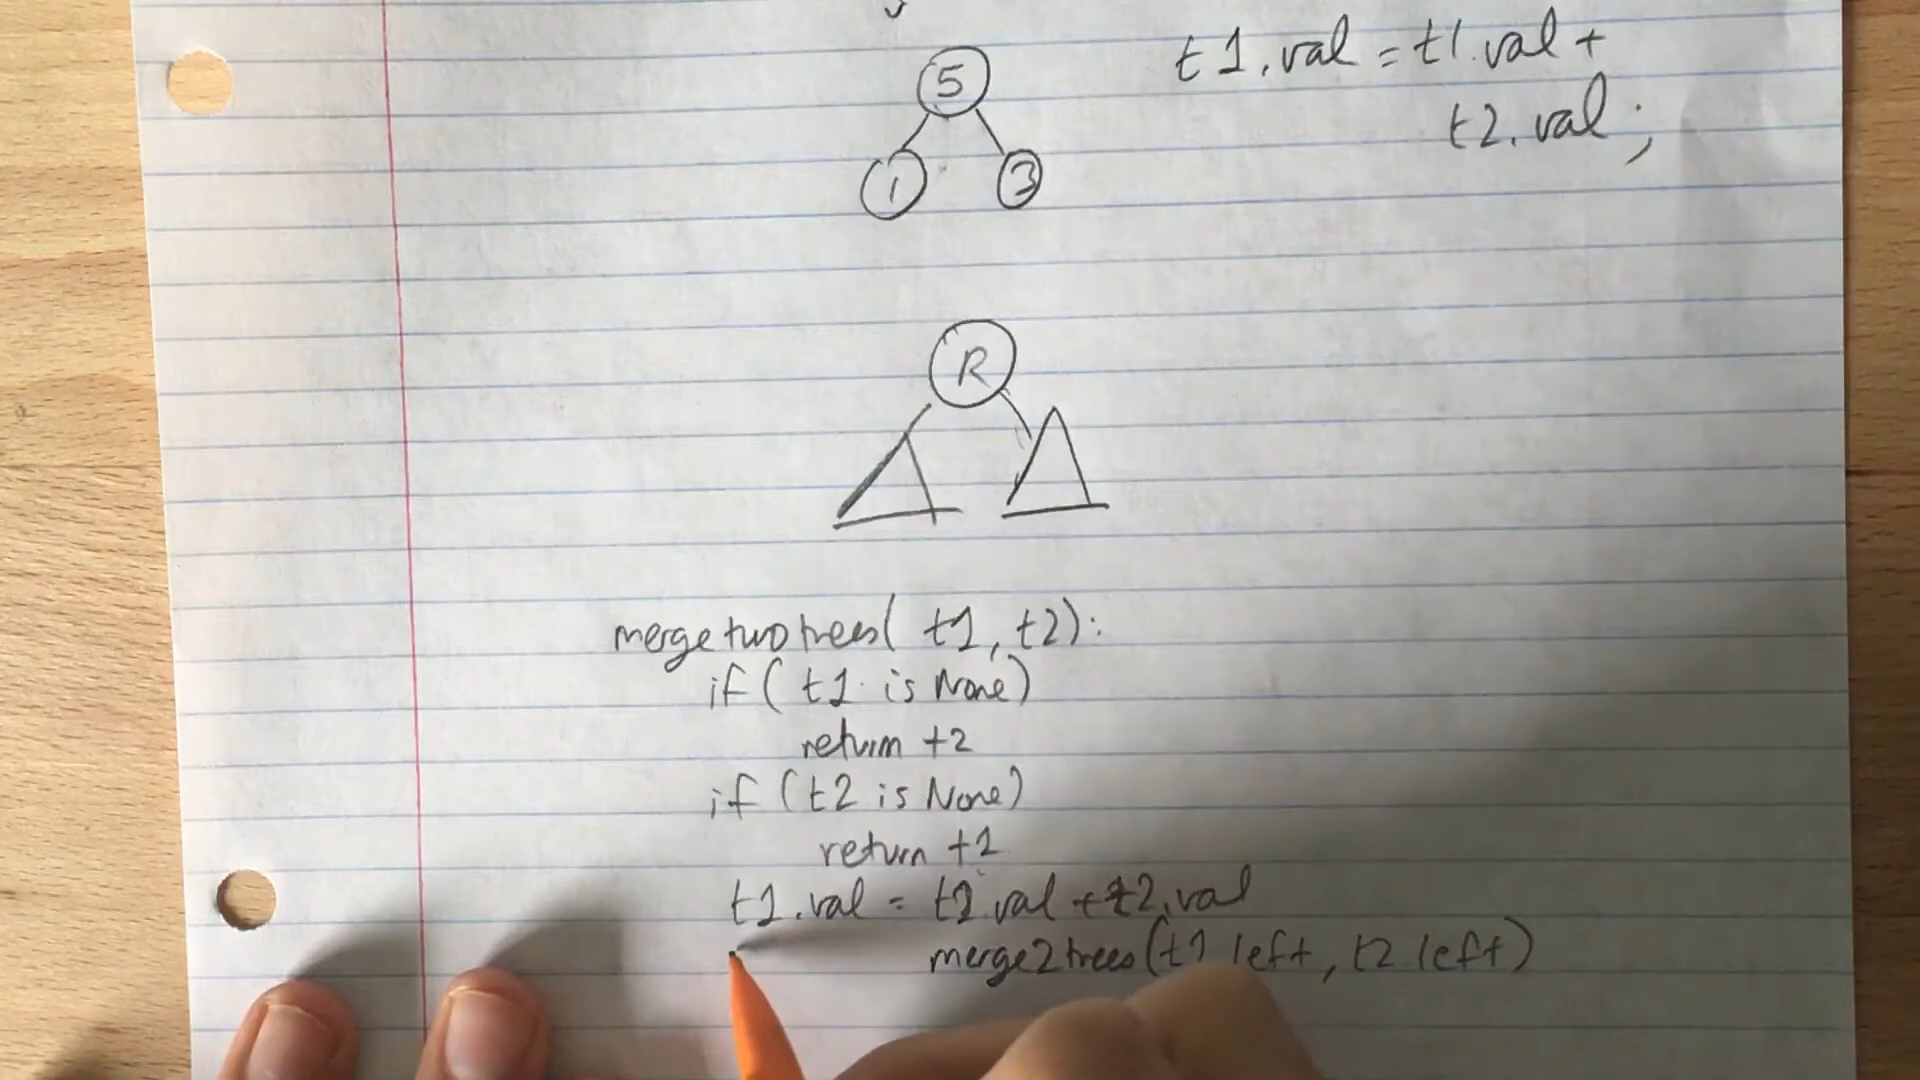 t1.val = t1.val +
t2.val;
5
1 3
R
mergetwotrees( t1, t2):
if ( t1 is None)
return t2
if (t2 is None)
return t1
t1.val = t1.val + t2.val
merge2trees(t1.left, t2.left)